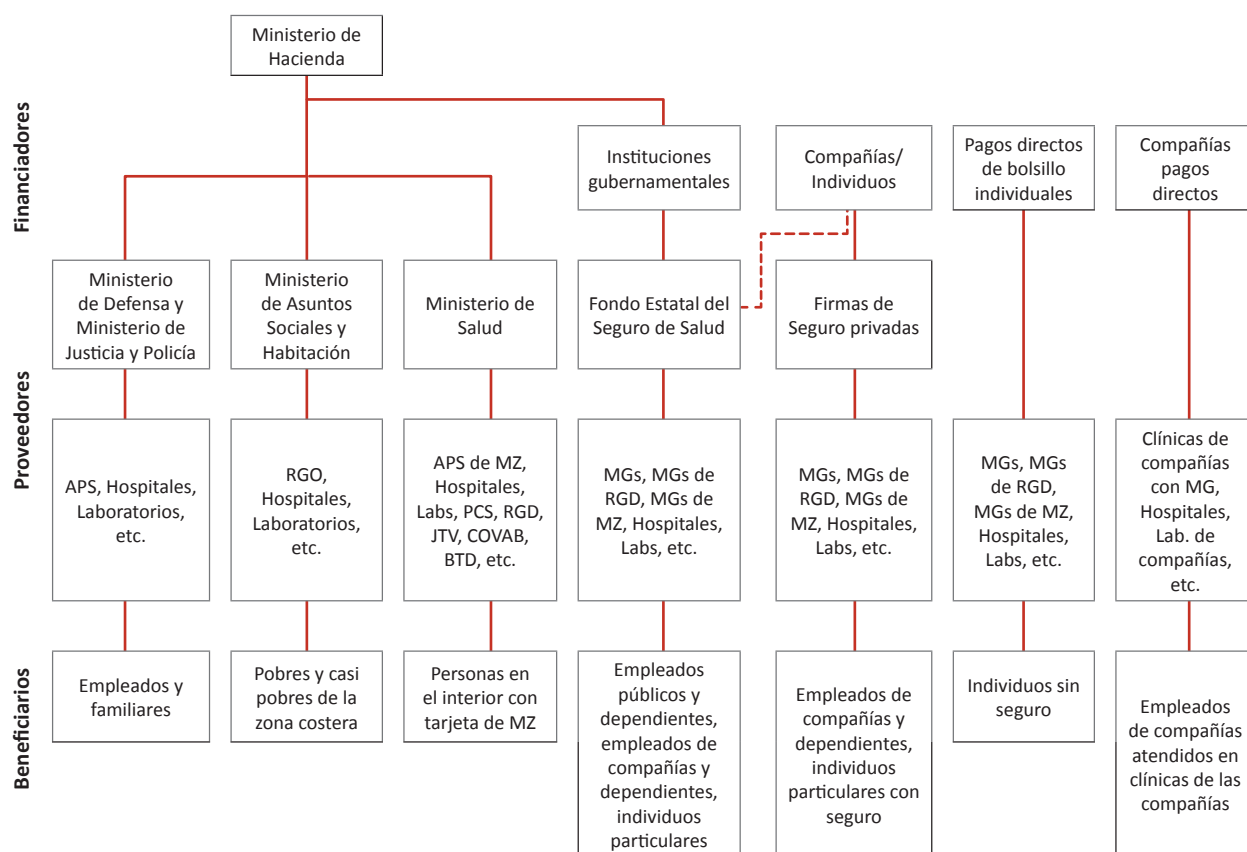 Ministerio de
Hacienda
Financiadores
Instituciones
gubernamentales
Compañías/
Individuos
Pagos directos
de bolsillo
individuales
Compañías
pagos
directos
Ministerio
de Defensa y
Ministerio de
Justicia y Policía
Ministerio
de Asuntos
Sociales y
Habitación
Ministerio de
Salud
Fondo Estatal del
Seguro de Salud
Firmas de
Seguro privadas
Proveedores
APS, Hospitales,
Laboratorios,
etc.
RGO,
Hospitales,
Laboratorios,
etc.
APS de MZ,
Hospitales,
Labs, PCS, RGD,
JTV, COVAB,
BTD, etc.
MGs, MGs de
RGD, MGs de
MZ, Hospitales,
Labs, etc.
MGs, MGs de
RGD, MGs de
MZ, Hospitales,
Labs, etc.
MGs, MGs
de RGD,
MGs de MZ,
Hospitales,
Labs, etc.
Clínicas de
compañías
con MG,
Hospitales,
Lab. de
compañías,
etc.
Beneficiarios
Empleados y
familiares
Pobres y casi
pobres de la
zona costera
Personas en
el interior con
tarjeta de MZ
Empleados
públicos y
dependientes,
empleados de
compañías y
dependientes,
individuos
particulares
Empleados de
compañías y
dependientes,
individuos
particulares con
seguro
Individuos sin
seguro
Empleados
de compañías
atendidos en
clínicas de las
compañías